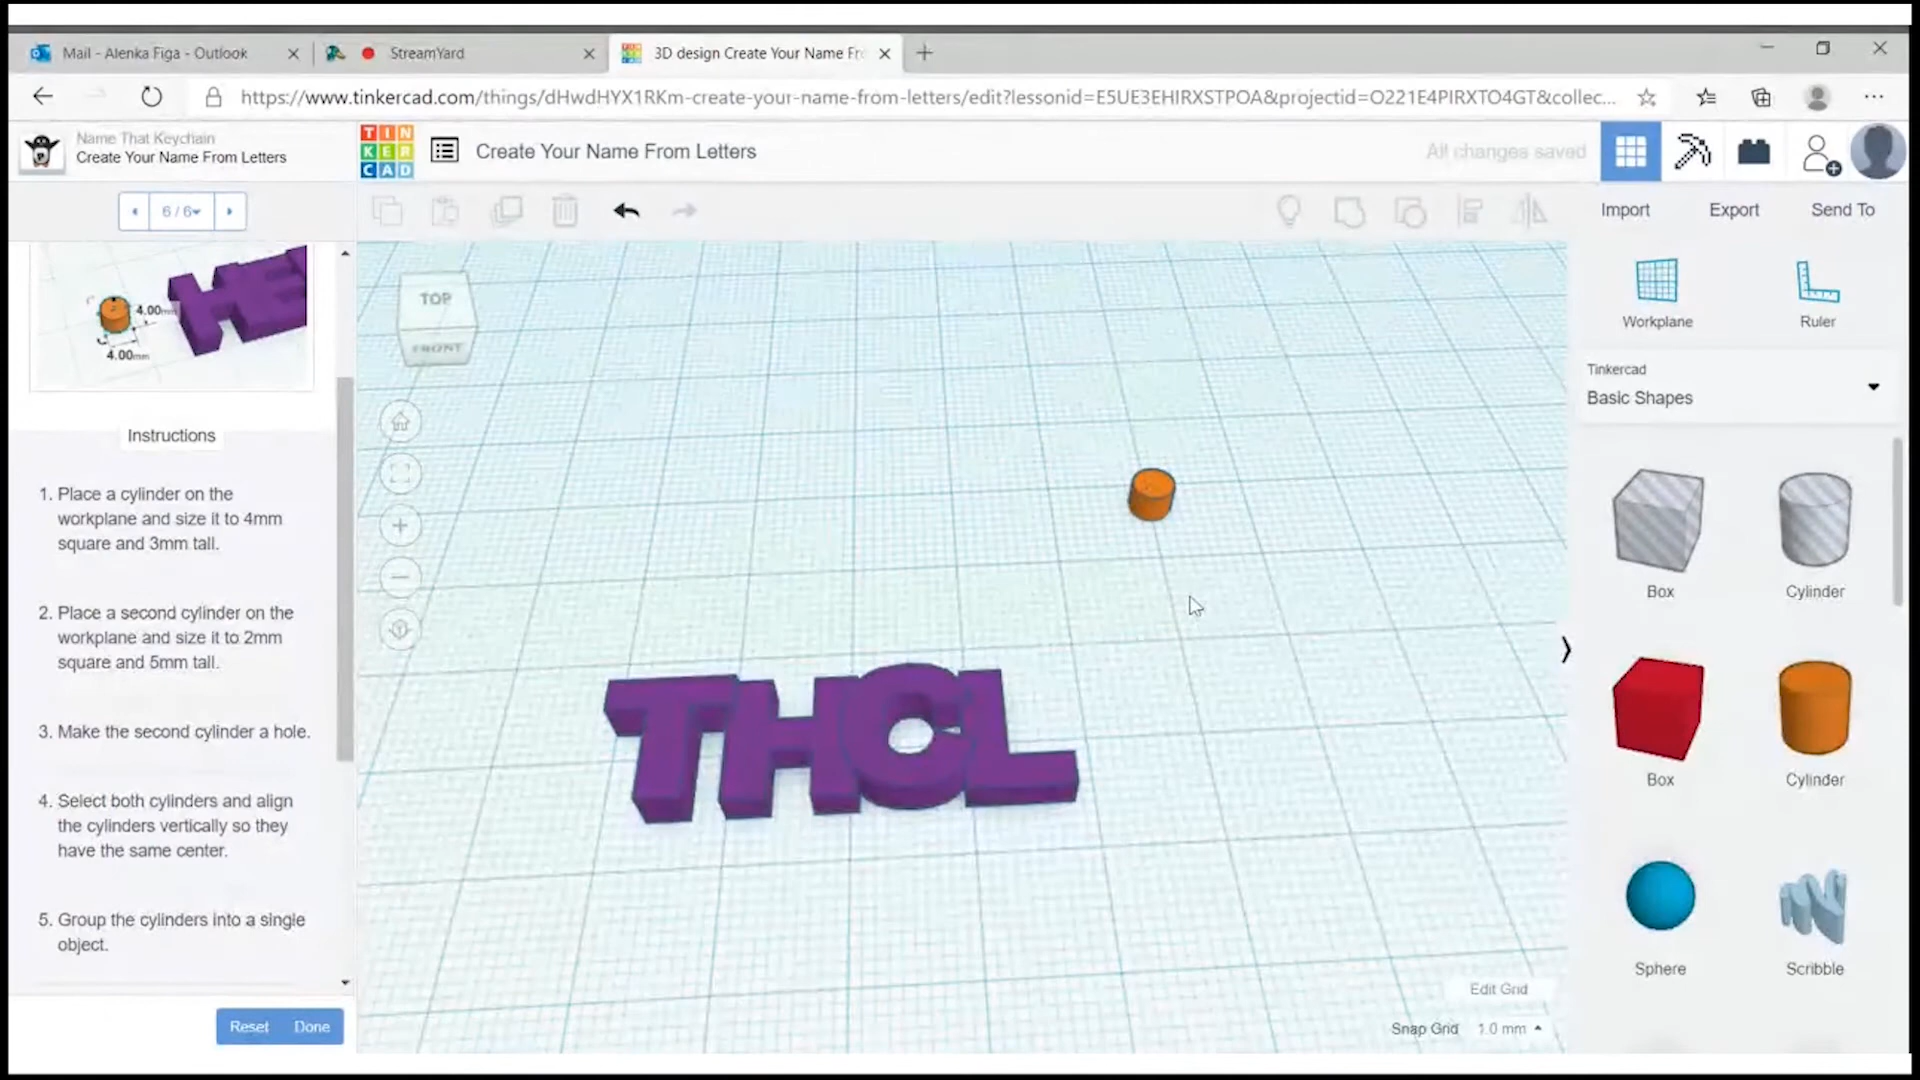 Mail - Alenka Figa - Outlook
StreamYard
3D design Create Your Name Fr
https://www.tinkercad.com/things/dHwdHYX1RKm-create-your-name-from-letters/edit?lessonid=E5UE3EHIRXSTPOA&projectid=O221E4PIRXTO4GT&collec...
Name That Keychain
Create Your Name From Letters
TIN
KER
CAD
Create Your Name From Letters
All changes saved
6 / 6
Import
Export
Send To
4.00mm
4.00mm
HE
TOP
FRONT
Workplane
Ruler
Tinkercad
Basic Shapes
Instructions
1. Place a cylinder on the
workplane and size it to 4mm
square and 3mm tall.
2. Place a second cylinder on the
workplane and size it to 2mm
square and 5mm tall.
3. Make the second cylinder a hole.
4. Select both cylinders and align
the cylinders vertically so they
have the same center.
5. Group the cylinders into a single
object.
Reset
Done
THCL
Box
Cylinder
Box
Cylinder
Sphere
Scribble
Edit Grid
Snap Grid
1.0 mm